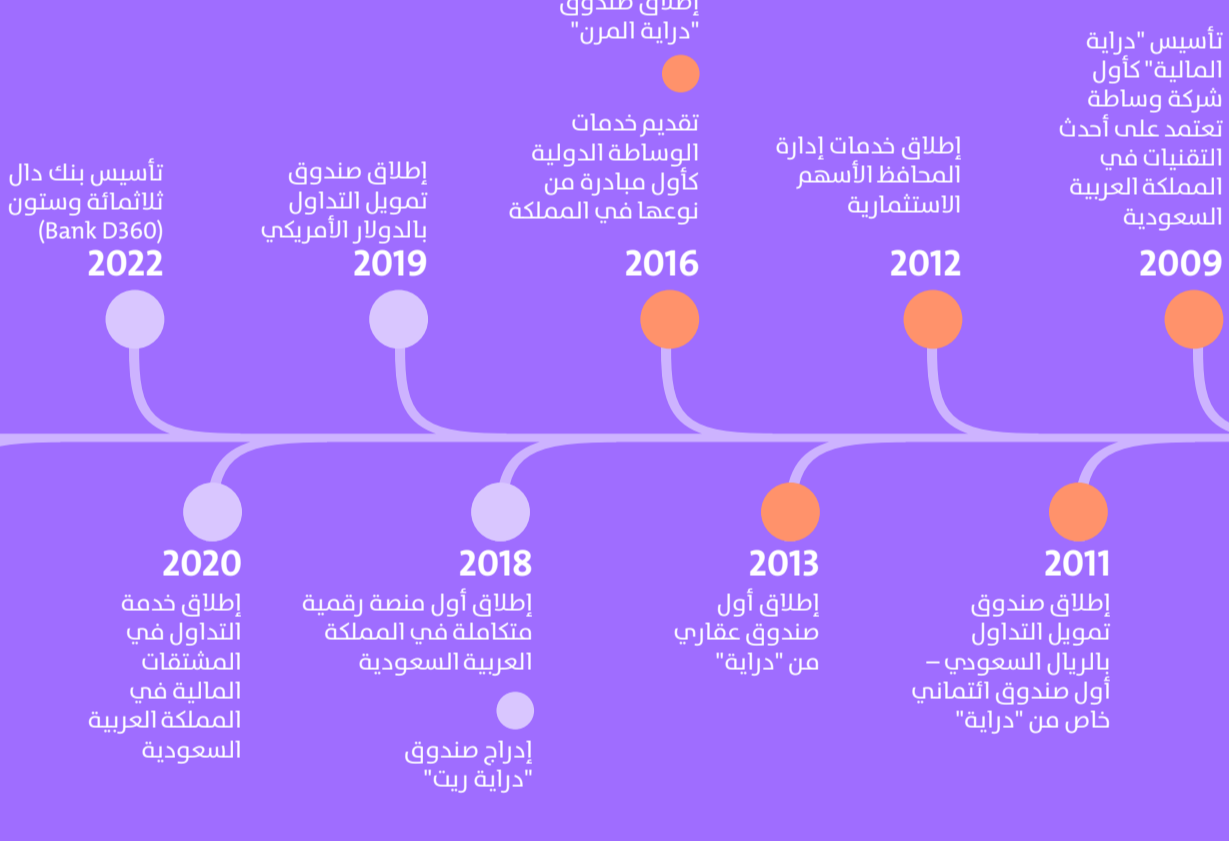 تأسيس "دراية
المالية" كأول
شركة وساطة
تعتمد على أحدث
التقنيات في
المملكة العربية
السعودية
2009
2011
إطلاق صندوق
تمويل التداول
بالريال السعودي –
أول صندوق ائتماني
خاص من "دراية"
إطلاق خدمات إدارة
المحافظ الأسهم
الاستثمارية
2012
2013
إطلاق أول
صندوق عقاري
من "دراية"
إطلاق صندوق
"دراية المرن"
تقديم خدمات
الوساطة الدولية
كأول مبادرة من
نوعها في المملكة
2016
2018
إطلاق أول منصة رقمية
متكاملة في المملكة
العربية السعودية
إدراج صندوق
"دراية ريت"
إطلاق صندوق
تمويل التداول
بالدولار الأمريكي
2019
2020
إطلاق خدمة
التداول في
المشتقات
المالية في
المملكة العربية
السعودية
تأسيس بنك دال
ثلاثمائة وستون
(Bank D360)
2022